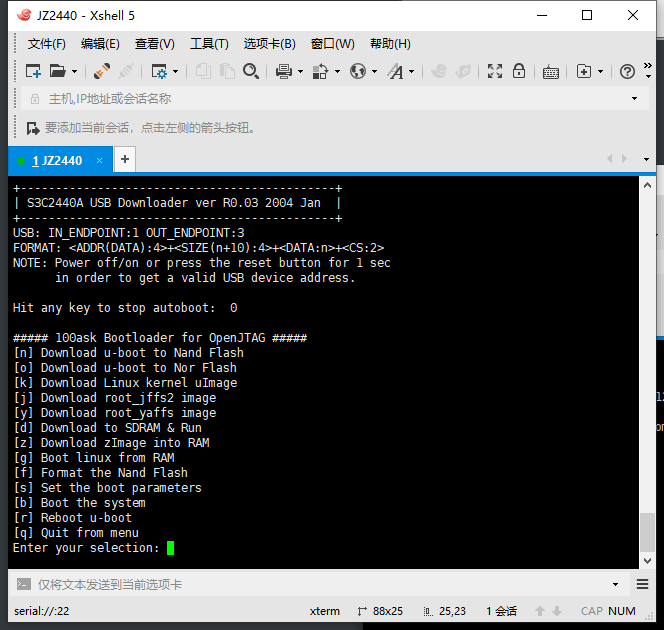 JZ2440 - Xshell 5
文件(F) 编辑(E) 查看(V) 工具(T) 选项卡(B) 窗口(W) 帮助(H)
主机,IP地址或会话名称
要添加当前会话，点击左侧的箭头按钮。
1 JZ2440 × +
+---------------------------------------------+
| S3C2440A USB Downloader ver R0.03 2004 Jan  |
+---------------------------------------------+
USB: IN_ENDPOINT:1 OUT_ENDPOINT:3
FORMAT: <ADDR(DATA):4>+<SIZE(n+10):4>+<DATA:n>+<CS:2>
NOTE: Power off/on or press the reset button for 1 sec
      in order to get a valid USB device address.
Hit any key to stop autoboot:  0
##### 100ask Bootloader for OpenJTAG #####
[n] Download u-boot to Nand Flash
[o] Download u-boot to Nor Flash
[k] Download Linux kernel uImage
[j] Download root_jffs2 image
[y] Download root_yaffs image
[d] Download to SDRAM & Run
[z] Download zImage into RAM
[g] Boot linux from RAM
[f] Format the Nand Flash
[s] Set the boot parameters
[b] Boot the system
[r] Reboot u-boot
[q] Quit from menu
Enter your selection:
仅将文本发送到当前选项卡
serial://:22 xterm 88x25 25,23 1 会话 CAP NUM